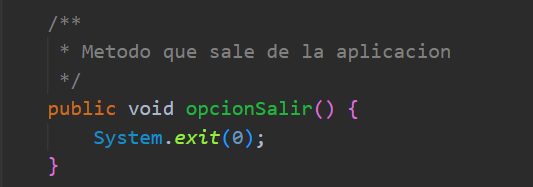 /**
 * Metodo que sale de la aplicacion
 */
public void opcionSalir() {
    System.exit(0);
}